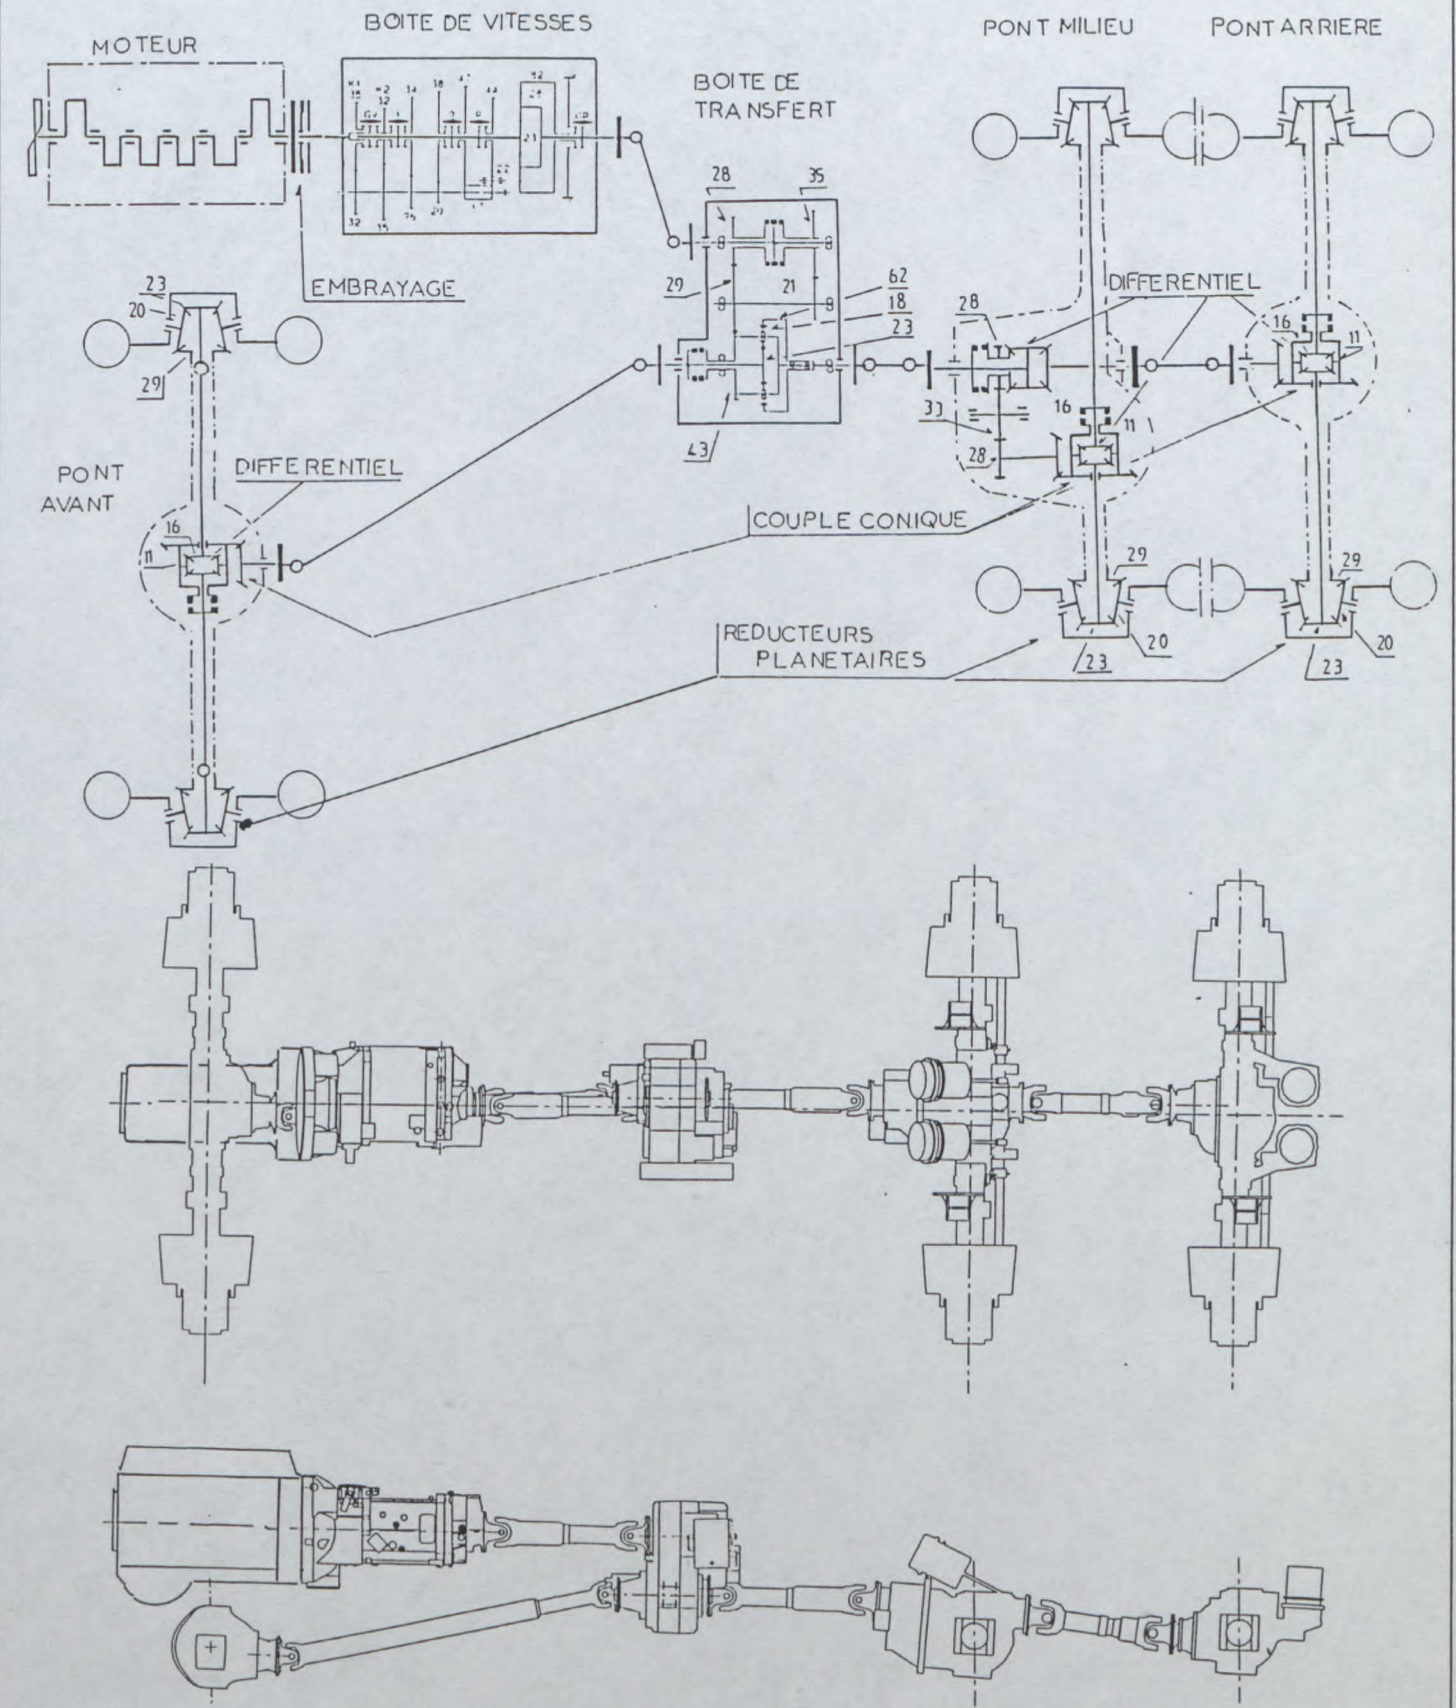 BOITE DE VITESSES
PONT MILIEU
PONT ARRIERE
MOTEUR
BOITE DE
TRANSFERT
28
35
EMBRAYAGE
29
21
62
18
23
43
23
20
29
PONT
AVANT
DIFFERENTIEL
16
11
DIFFERENTIEL
28
16
11
33
16
11
28
COUPLE CONIQUE
29
29
REDUCTEURS
PLANETAIRES
20
20
23
23